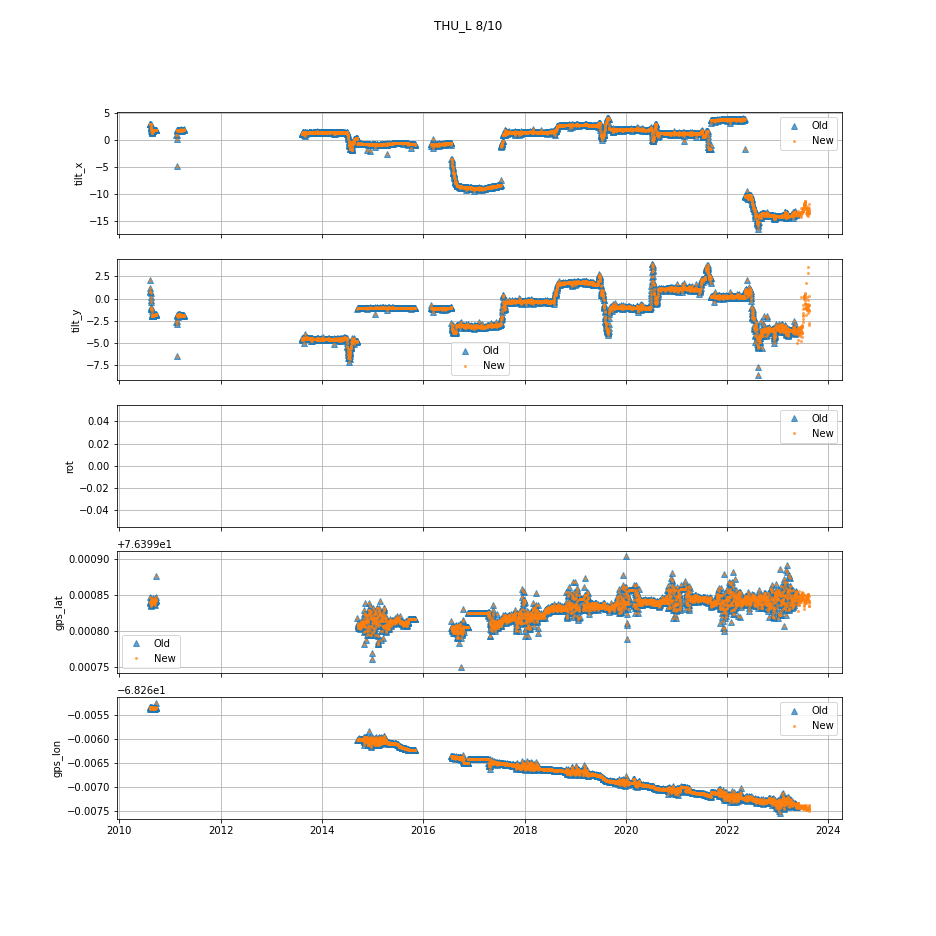 THU_L 8/10
5
0
−5
−10
−15
tilt_x
Old
New
2.5
0.0
−2.5
−5.0
−7.5
tilt_y
Old
New
0.04
0.02
0.00
−0.02
−0.04
rot
Old
New
+7.6399e1
0.00090
0.00085
0.00080
0.00075
gps_lat
Old
New
−6.826e1
−0.0055
−0.0060
−0.0065
−0.0070
−0.0075
gps_lon
Old
New
2010 2012 2014 2016 2018 2020 2022 2024